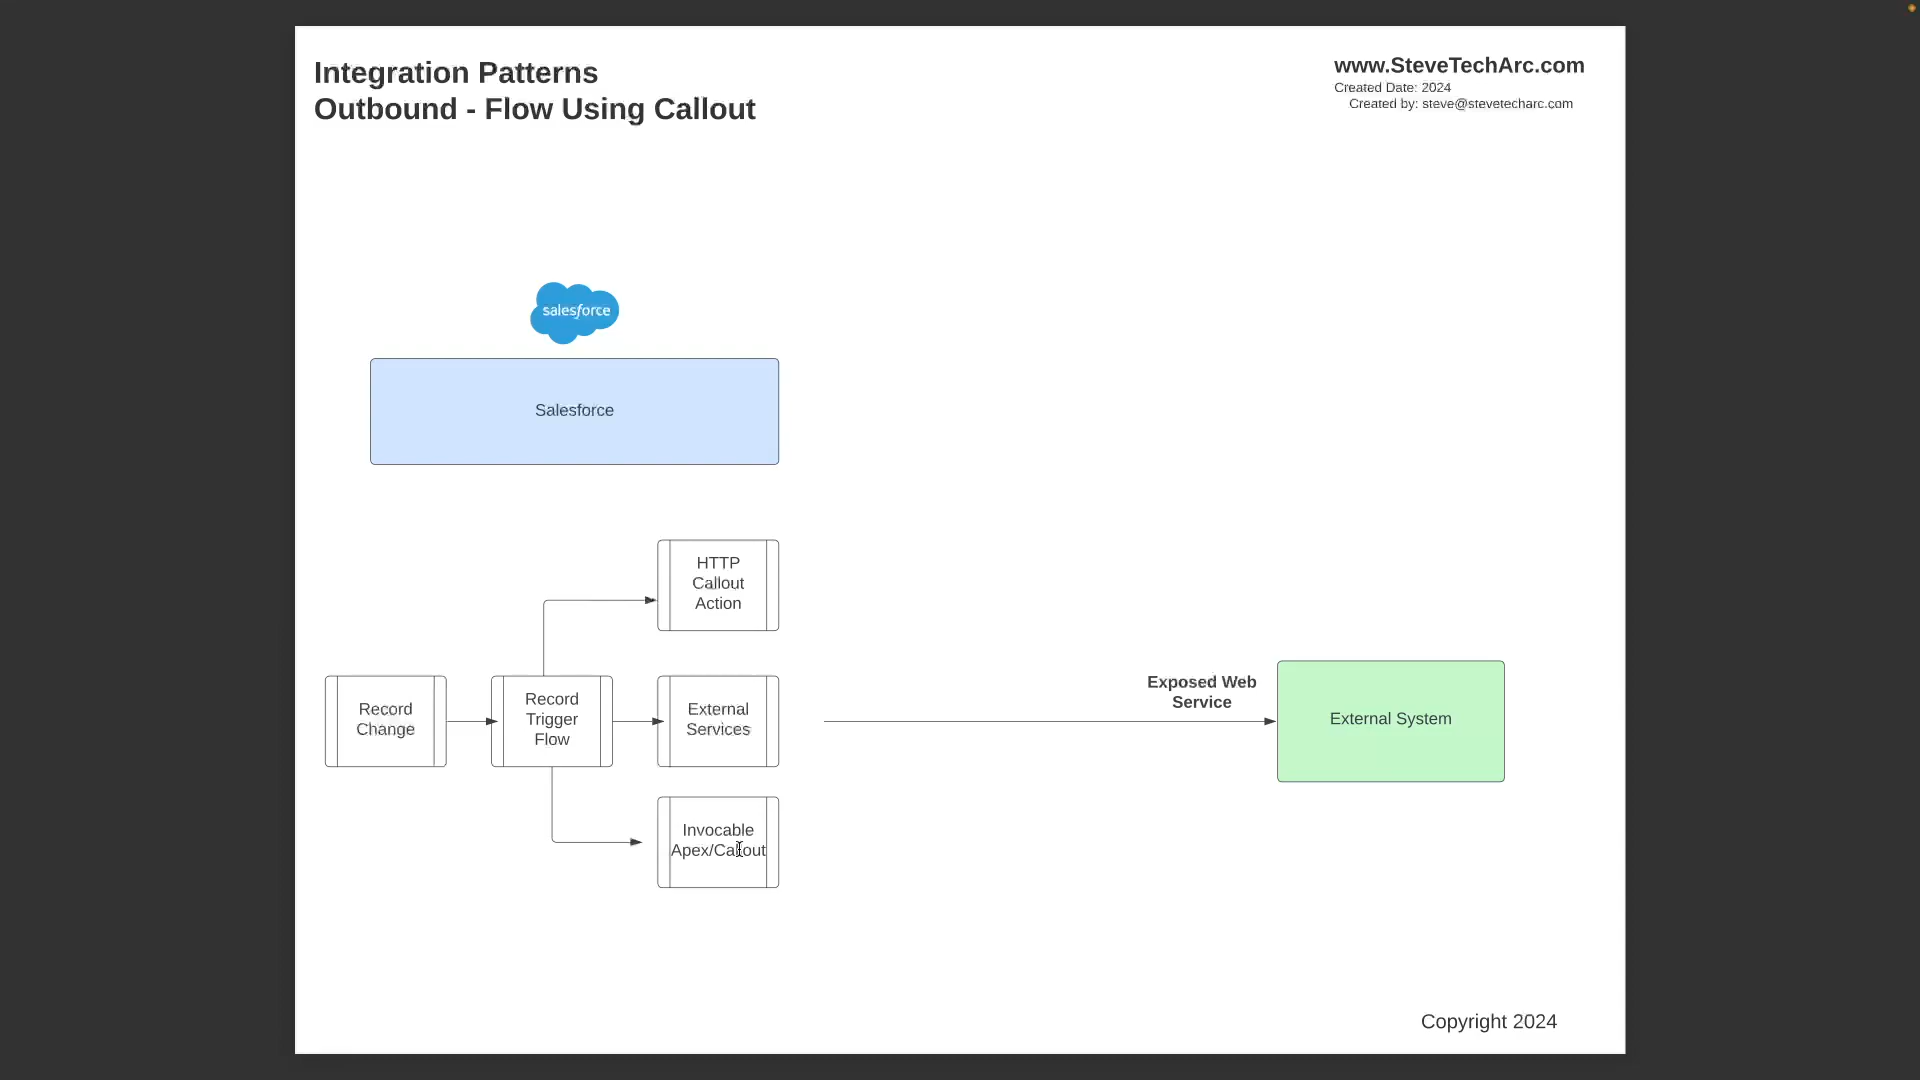 Integration Patterns
Outbound - Flow Using Callout
www.SteveTechArc.com
Created Date: 2024
Created by: steve@stevetecharc.com
salesforce
Salesforce
HTTP
Callout
Action
Record
Change
Record
Trigger
Flow
External
Services
Exposed Web
Service
External System
Invocable
Apex/Callout
Copyright 2024